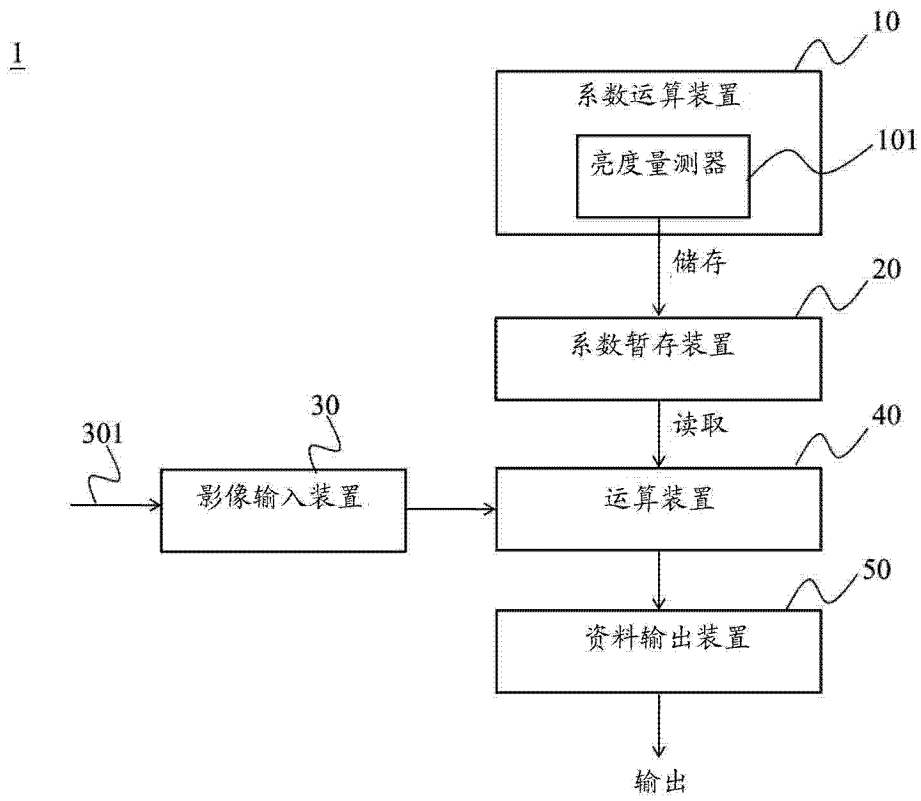 1
10
系数运算装置
亮度量测器
101
储存
20
系数暂存装置
读取
301
30
40
影像输入装置
运算装置
50
资料输出装置
输出